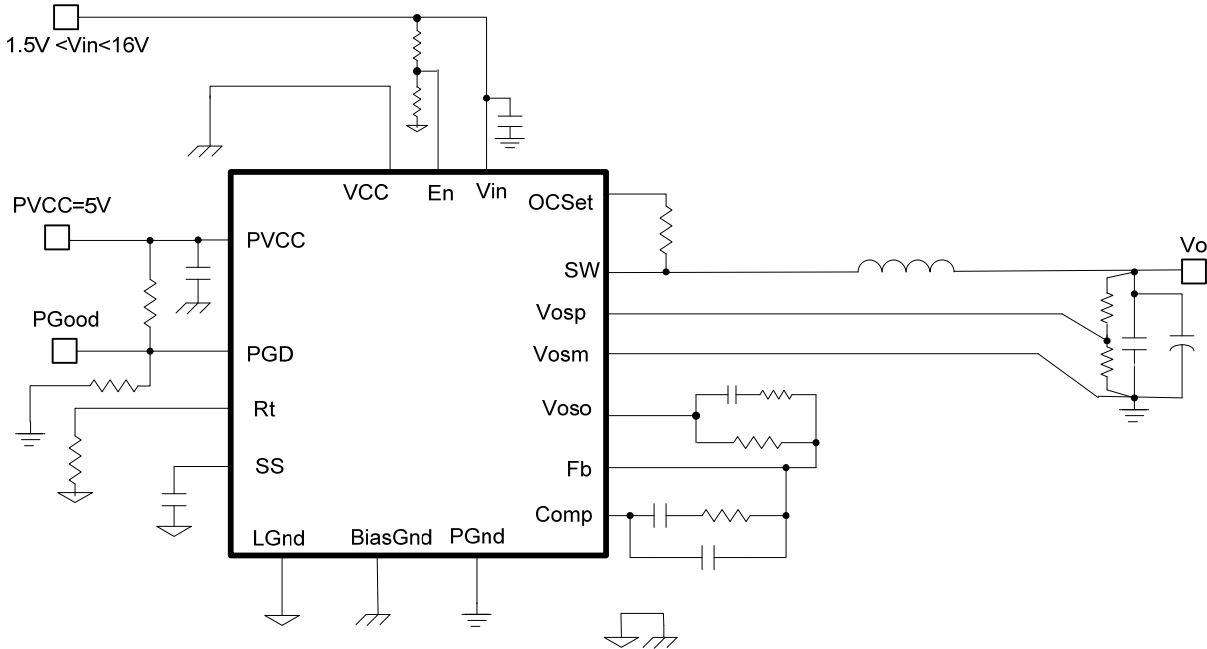 1.5V <Vin<16V
VCC
En
Vin
OCSet
PVCC=5V
PVCC
SW
Vo
Vosp
PGood
PGD
Vosm
Rt
Voso
SS
Fb
Comp
LGnd
BiasGnd
PGnd